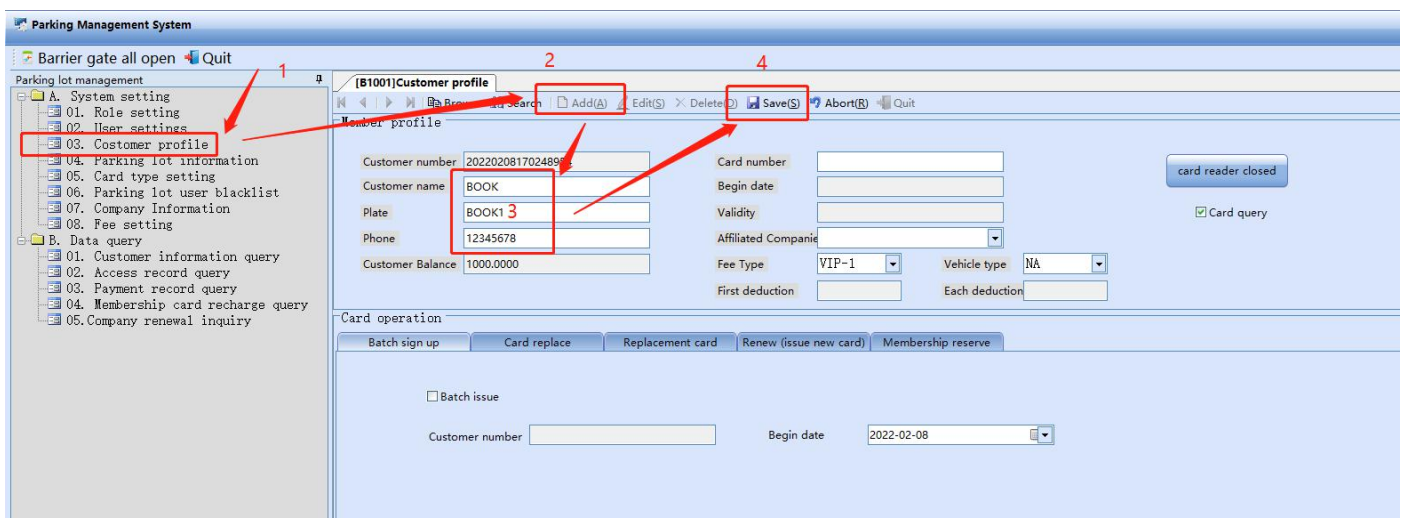 Parking Management System
Barrier gate all open Quit
1
2
4
Parking lot management
[B1001]Customer profile
A. System setting
01. Role setting
02. User settings
03. Customer profile
04. Parking lot information
05. Card type setting
06. Parking lot user blacklist
07. Company Information
08. Fee setting
B. Data query
01. Customer information query
02. Access record query
03. Payment record query
04. Membership card recharge query
05.Company renewal inquiry
Search Add(A) Edit(S) Delete(D) Save(S) Abort(R) Quit
Member profile
Customer number Card number
card reader closed
Customer name BOOK Begin date
Plate BOOK1 3 Validity Card query
Phone 12345678 Affiliated Companie
Customer Balance 1000.0000 Fee Type VIP-1 Vehicle type NA
First deduction Each deduction
Card operation
Batch sign up Card replace Replacement card Renew (issue new card) Membership reserve
Batch issue
Customer number Begin date 2022-02-08